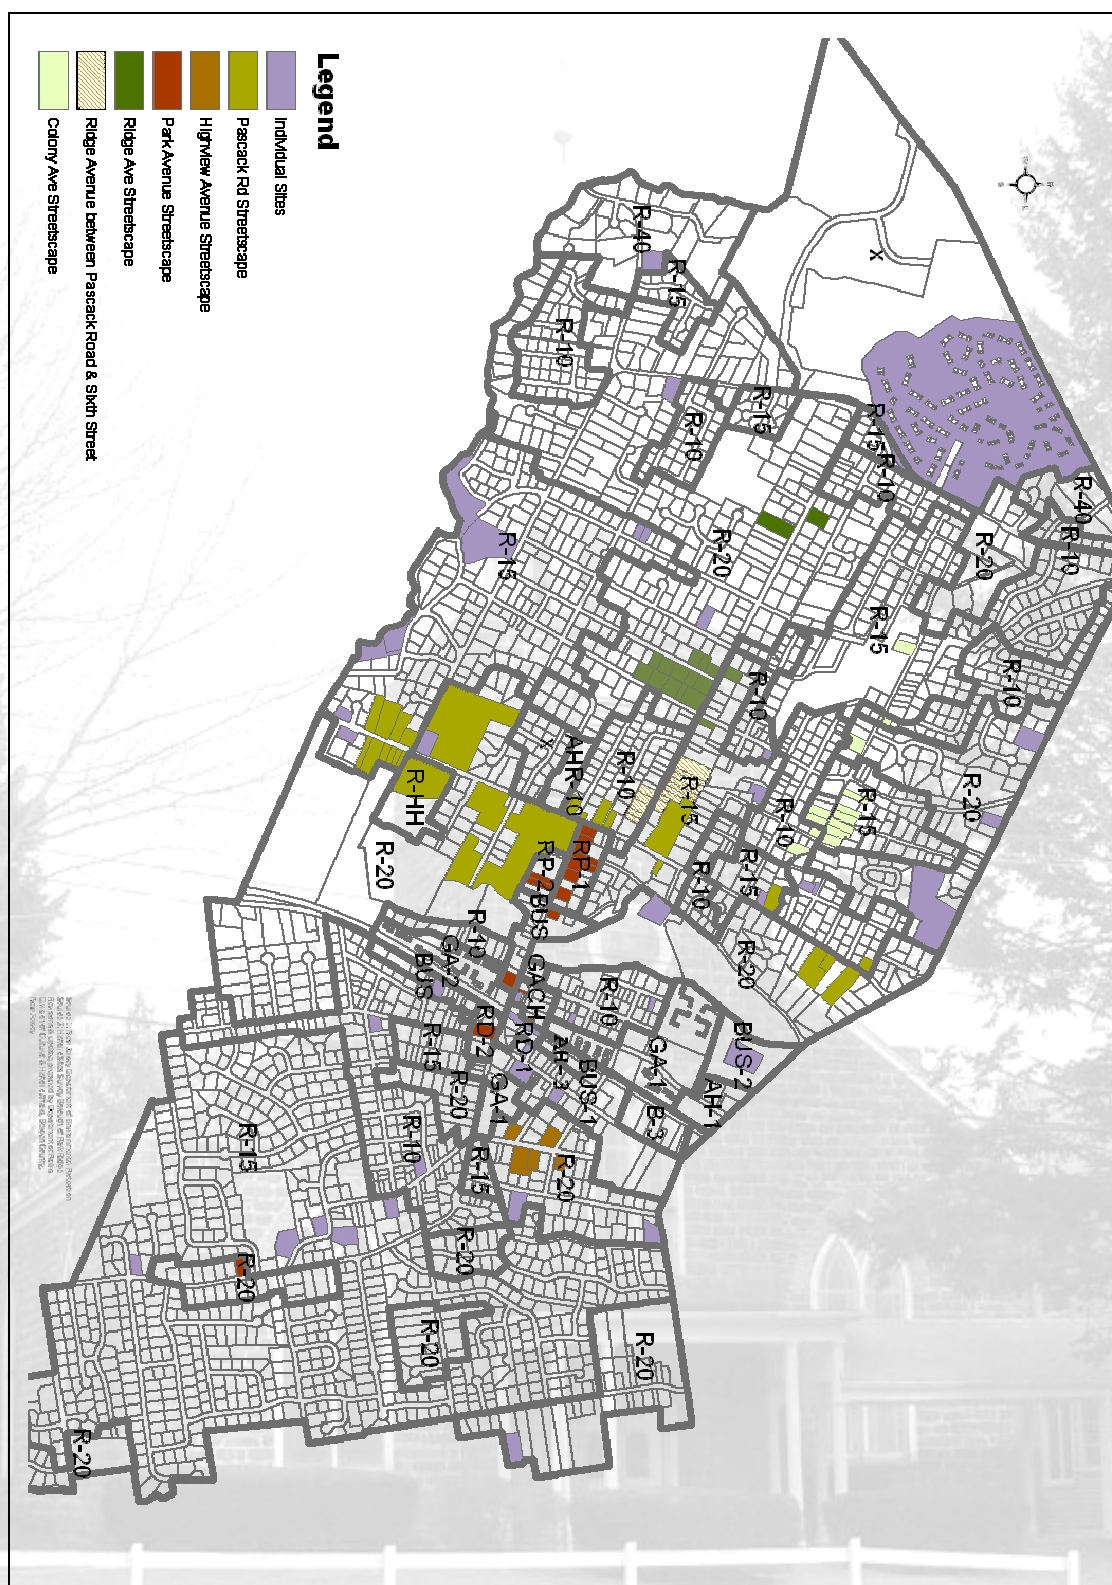 Legend
Individual Sites
Pascack Rd Streetscape
Highview Avenue Streetscape
Park Avenue Streetscape
Ridge Ave Streetscape
Ridge Avenue between Pascack Road & Sixth Street
Colony Ave Streetscape
X
R-40
R-15
R-10
R-15
R-10
R-15
R-10
R-40
R-10
R-20
R-15
R-20
R-15
R-10
R-10
R-20
R-15
R-10
R-15
R-10
X
AHR-10
R-15
R-10
R-20
R-HH
R-20
RP-1
RP-2
BUS
R-10
GA-2
BUS
GACH
R-10
RD-2
RD-1
AH-3
BUS-1
GA-1
B-3
BUS-2
AH-1
R-15
R-20
GA-1
R-10
R-15
R-20
R-15
R-20
R-20
R-20
R-20
R-20